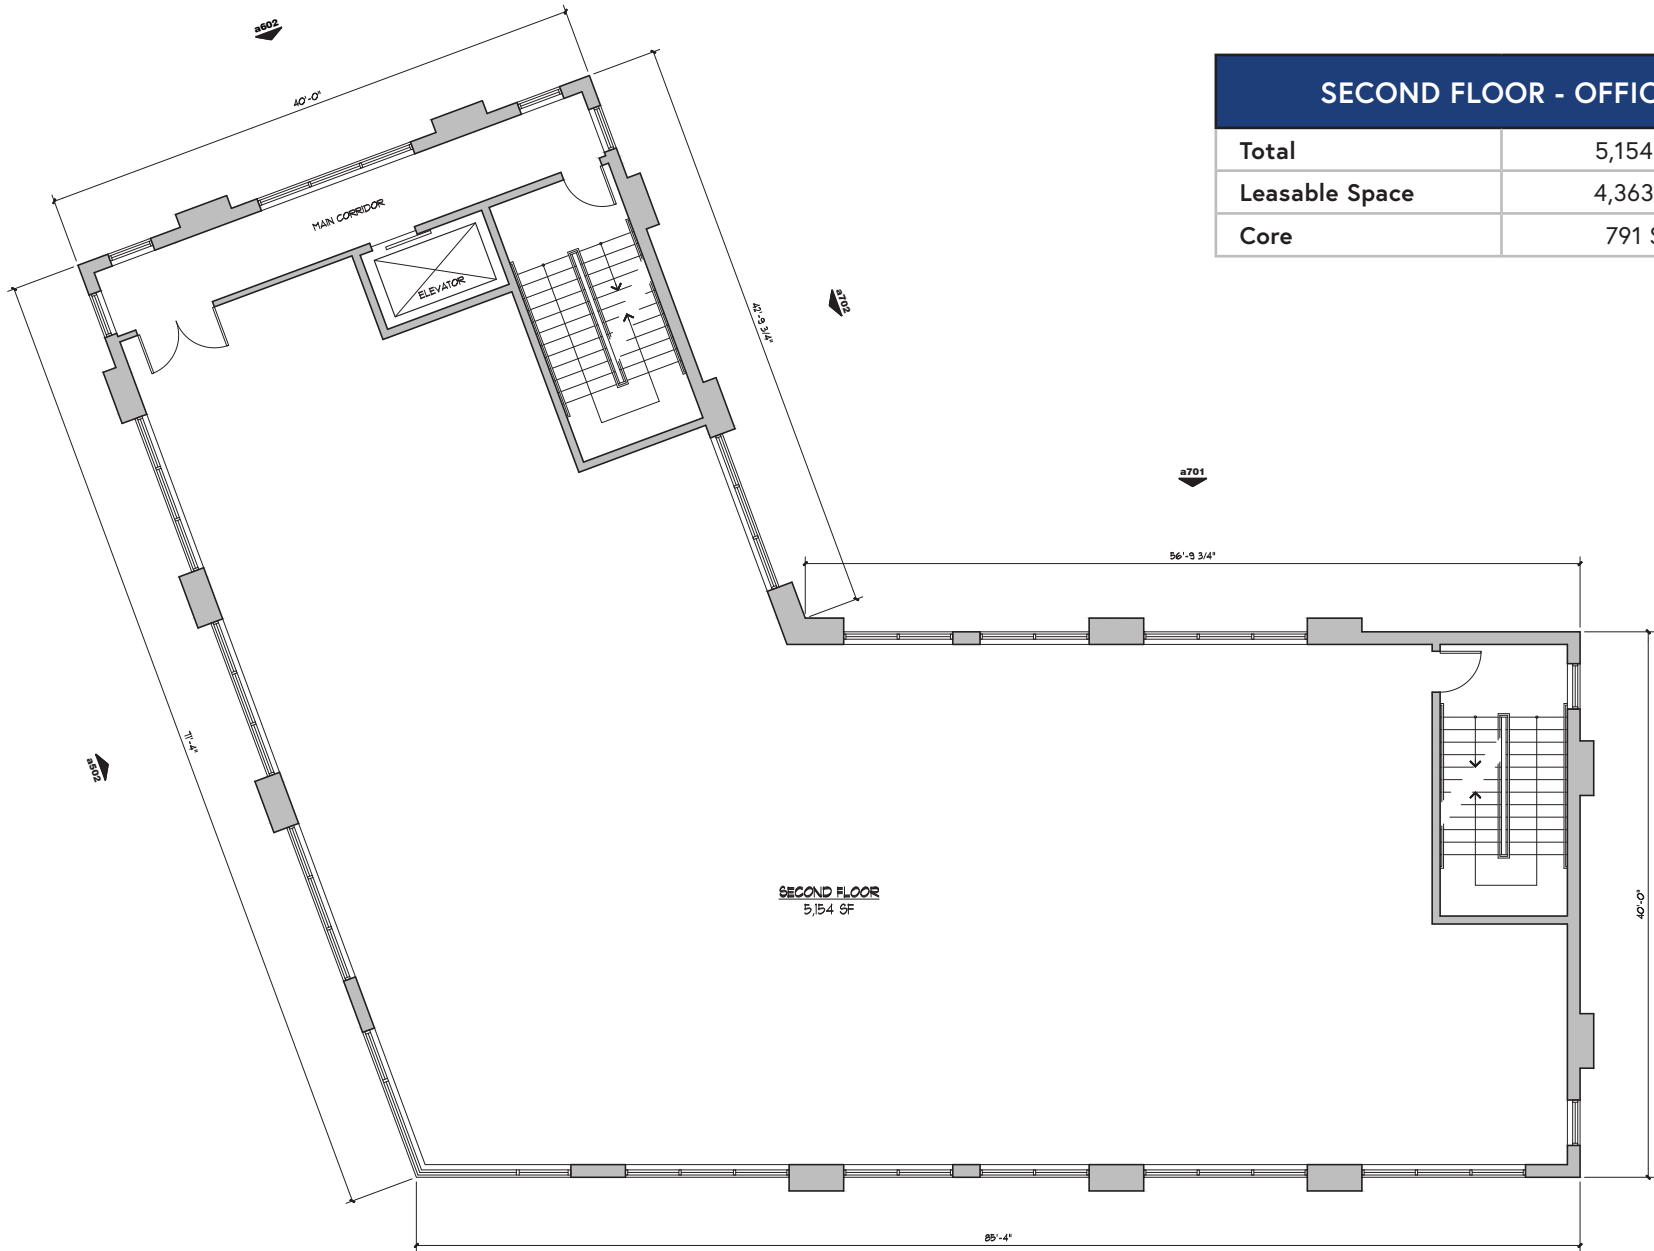 a602
40'-0"
SECOND FLOOR - OFFIC
Total 5,154
Leasable Space 4,363
Core 791 S
MAIN CORRIDOR
ELEVATOR
a702
42'-9 3/4"
a701
56'-9 3/4"
a502
71'-4"
SECOND FLOOR
5,154 SF
40'-0"
85'-4"